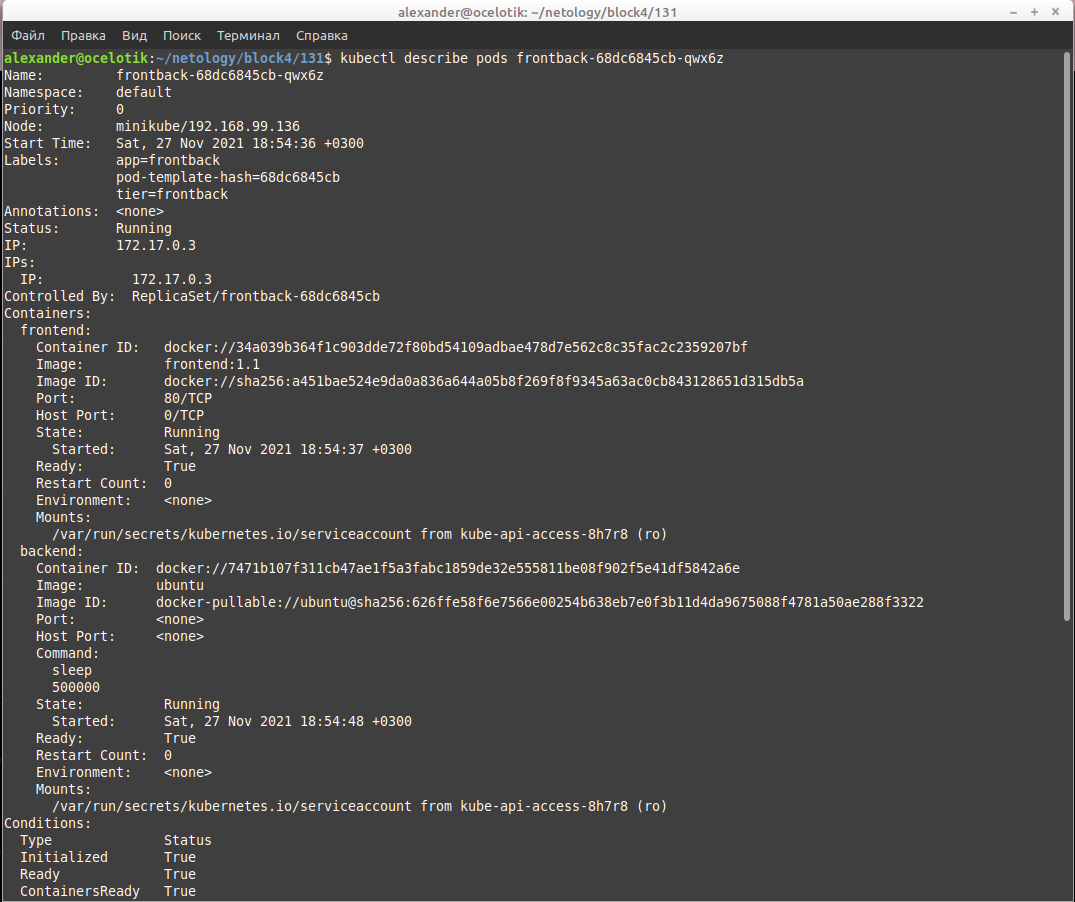 alexander@ocelotik: ~/netology/block4/131
Файл Правка Вид Поиск Терминал Справка
alexander@ocelotik:~/netology/block4/131$ kubectl describe pods frontback-68dc6845cb-qwx6z
Name:         frontback-68dc6845cb-qwx6z
Namespace:    default
Priority:     0
Node:         minikube/192.168.99.136
Start Time:   Sat, 27 Nov 2021 18:54:36 +0300
Labels:       app=frontback
              pod-template-hash=68dc6845cb
              tier=frontback
Annotations:  <none>
Status:       Running
IP:           172.17.0.3
IPs:
  IP:           172.17.0.3
Controlled By:  ReplicaSet/frontback-68dc6845cb
Containers:
  frontend:
    Container ID:   docker://34a039b364f1c903dde72f80bd54109adbae478d7e562c8c35fac2c2359207bf
    Image:          frontend:1.1
    Image ID:       docker://sha256:a451bae524e9da0a836a644a05b8f269f8f9345a63ac0cb843128651d315db5a
    Port:           80/TCP
    Host Port:      0/TCP
    State:          Running
      Started:      Sat, 27 Nov 2021 18:54:37 +0300
    Ready:          True
    Restart Count:  0
    Environment:    <none>
    Mounts:
      /var/run/secrets/kubernetes.io/serviceaccount from kube-api-access-8h7r8 (ro)
  backend:
    Container ID:  docker://7471b107f311cb47ae1f5a3fabc1859de32e555811be08f902f5e41df5842a6e
    Image:         ubuntu
    Image ID:      docker-pullable://ubuntu@sha256:626ffe58f6e7566e00254b638eb7e0f3b11d4da9675088f4781a50ae288f3322
    Port:          <none>
    Host Port:     <none>
    Command:
      sleep
      500000
    State:          Running
      Started:      Sat, 27 Nov 2021 18:54:48 +0300
    Ready:          True
    Restart Count:  0
    Environment:    <none>
    Mounts:
      /var/run/secrets/kubernetes.io/serviceaccount from kube-api-access-8h7r8 (ro)
Conditions:
  Type              Status
  Initialized       True
  Ready             True
  ContainersReady   True